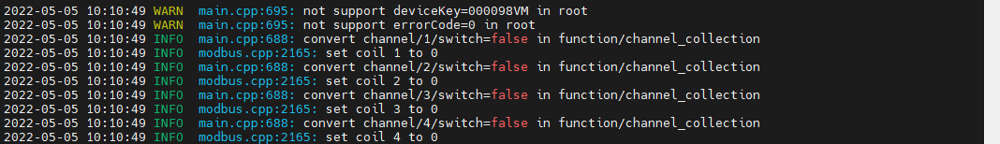 2022-05-05 10:10:49 WARN  main.cpp:695: not support deviceKey=000098VM in root
2022-05-05 10:10:49 WARN  main.cpp:695: not support errorCode=0 in root
2022-05-05 10:10:49 INFO  main.cpp:688: convert channel/1/switch=false in function/channel_collection
2022-05-05 10:10:49 INFO  modbus.cpp:2165: set coil 1 to 0
2022-05-05 10:10:49 INFO  main.cpp:688: convert channel/2/switch=false in function/channel_collection
2022-05-05 10:10:49 INFO  modbus.cpp:2165: set coil 2 to 0
2022-05-05 10:10:49 INFO  main.cpp:688: convert channel/3/switch=false in function/channel_collection
2022-05-05 10:10:49 INFO  modbus.cpp:2165: set coil 3 to 0
2022-05-05 10:10:49 INFO  main.cpp:688: convert channel/4/switch=false in function/channel_collection
2022-05-05 10:10:49 INFO  modbus.cpp:2165: set coil 4 to 0